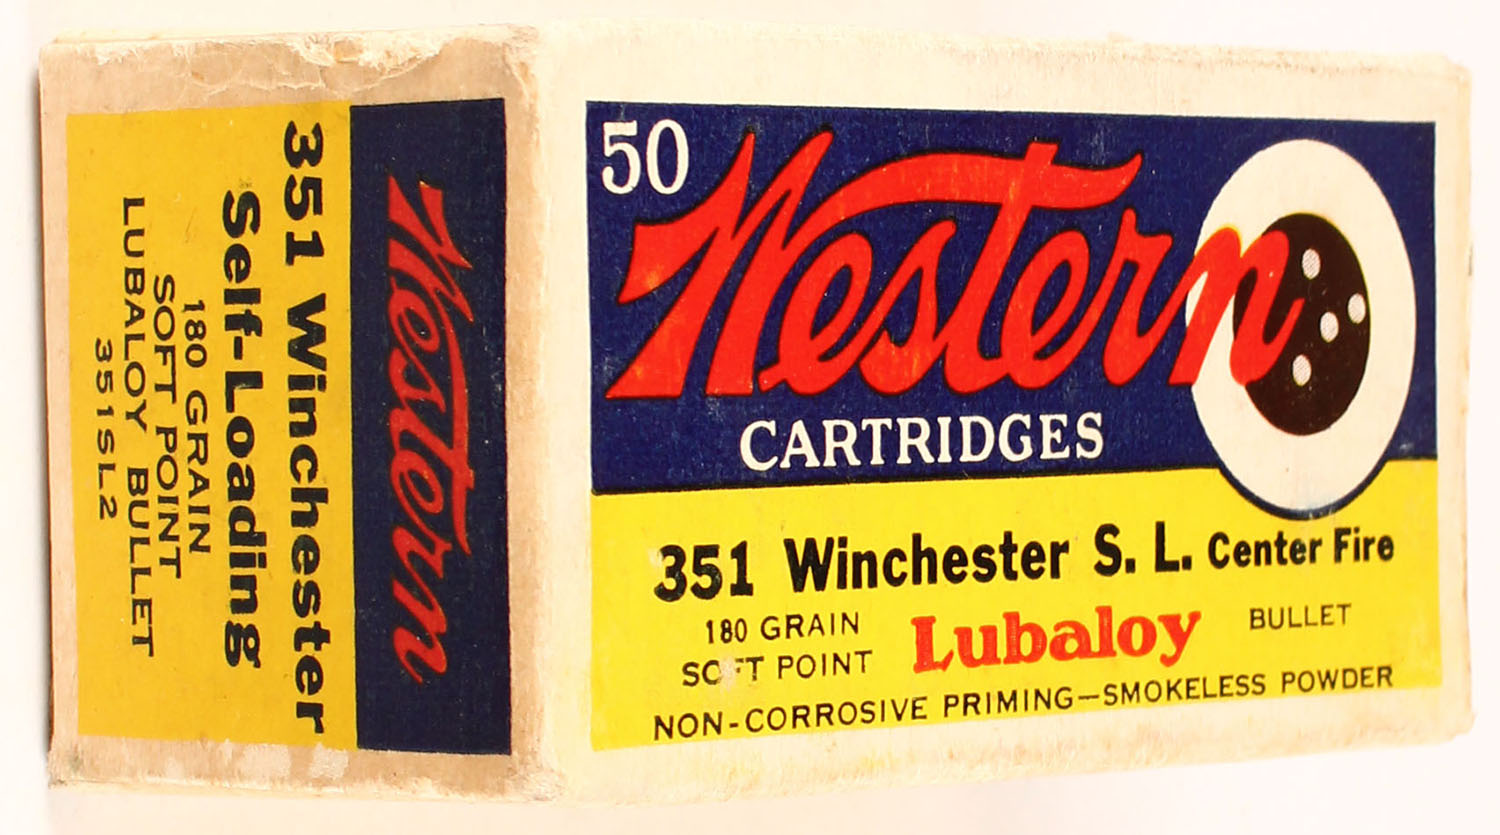 50
Western
CARTRIDGES
351 Winchester S. L. Center Fire
180 GRAIN
SOFT POINT
Lubaloy
BULLET
NON-CORROSIVE PRIMING—SMOKELESS POWDER
Western
351 Winchester
Self-Loading
180 GRAIN
SOFT POINT
LUBALOY BULLET
351SL2